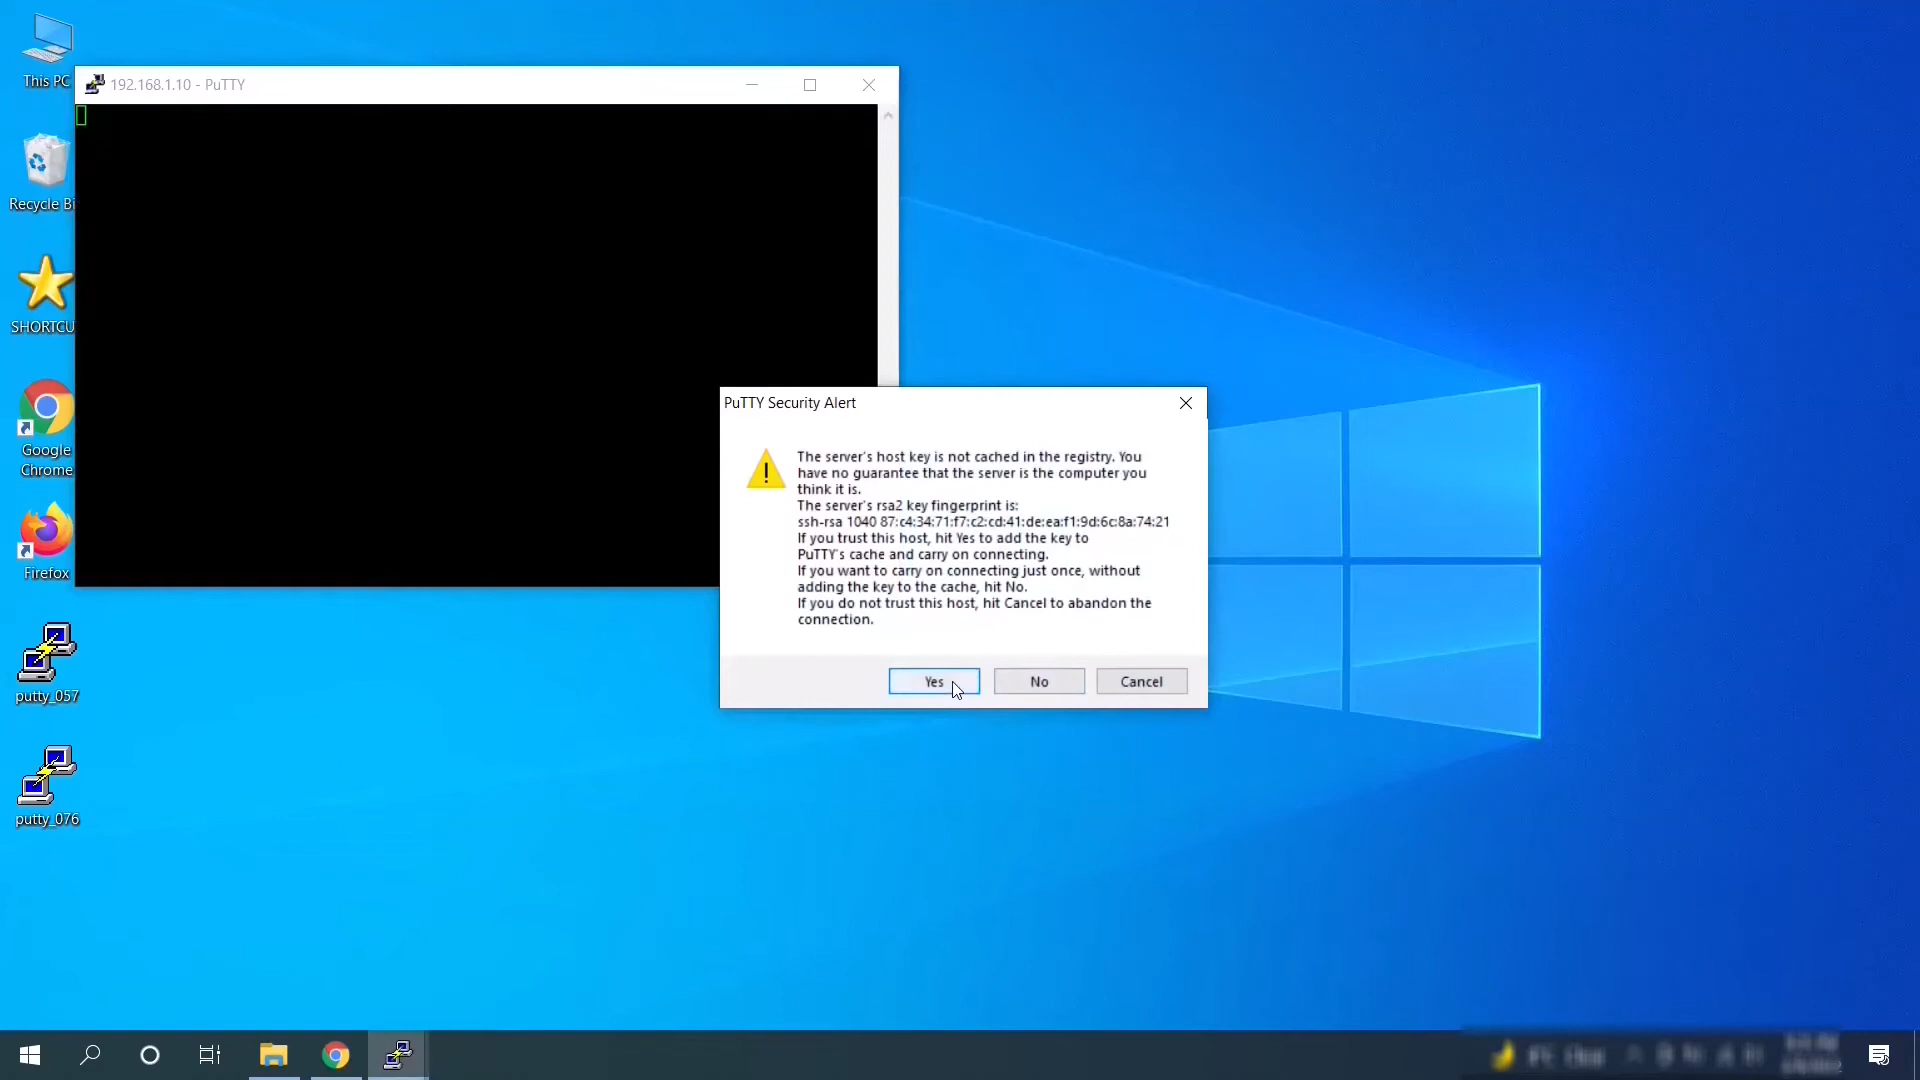 This PC
192.168.1.10 - PuTTY
Recycle Bi
SHORTCU
Google
Chrome
Firefox
putty_057
putty_076
PuTTY Security Alert
The server's host key is not cached in the registry. You
have no guarantee that the server is the computer you
think it is.
The server's rsa2 key fingerprint is:
ssh-rsa 1040 87:c4:34:71:f7:c2:cd:41:de:ea:f1:9d:6c:8a:74:21
If you trust this host, hit Yes to add the key to
PuTTY's cache and carry on connecting.
If you want to carry on connecting just once, without
adding the key to the cache, hit No.
If you do not trust this host, hit Cancel to abandon the
connection.
Yes
No
Cancel